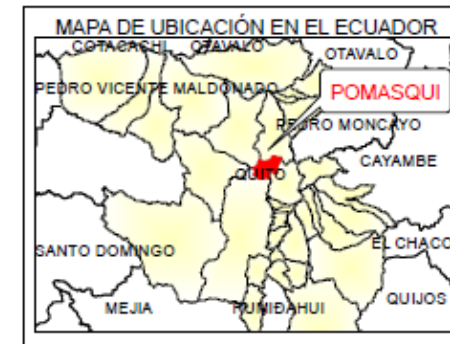 MAPA DE UBICACIÓN EN EL ECUADOR
COTACACHI OTAVALO OTAVALO
PEDRO VICENTE MALDONADO
POMASQUI
PEDRO MONCAYO
CAYAMBE
QUITO
SANTO DOMINGO
EL CHACO
MEJIA
RUMIÐAHUI
QUIJOS